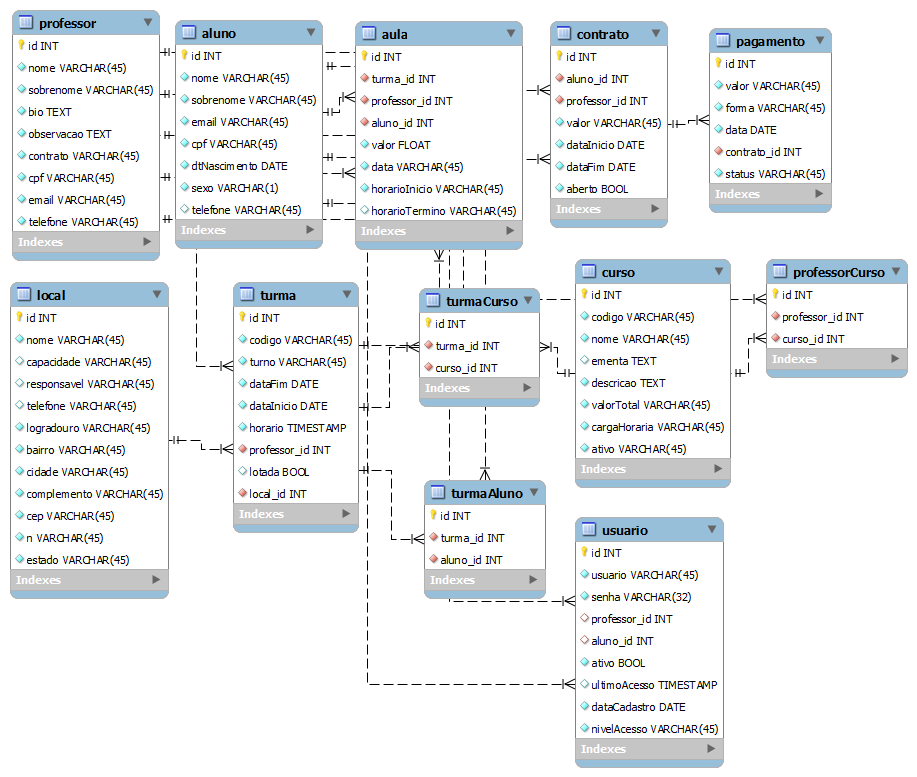 professor
id INT
nome VARCHAR(45)
sobrenome VARCHAR(45)
bio TEXT
observacao TEXT
contrato VARCHAR(45)
cpf VARCHAR(45)
email VARCHAR(45)
telefone VARCHAR(45)
Indexes
aluno
id INT
nome VARCHAR(45)
sobrenome VARCHAR(45)
email VARCHAR(45)
cpf VARCHAR(45)
dtNascimento DATE
sexo VARCHAR(1)
telefone VARCHAR(45)
Indexes
aula
id INT
turma_id INT
professor_id INT
aluno_id INT
valor FLOAT
data VARCHAR(45)
horarioInicio VARCHAR(45)
horarioTermino VARCHAR(45)
Indexes
contrato
id INT
aluno_id INT
professor_id INT
valor VARCHAR(45)
dataInicio DATE
dataFim DATE
aberto BOOL
Indexes
pagamento
id INT
valor VARCHAR(45)
forma VARCHAR(45)
data DATE
contrato_id INT
status VARCHAR(45)
Indexes
local
id INT
nome VARCHAR(45)
capacidade VARCHAR(45)
responsavel VARCHAR(45)
telefone VARCHAR(45)
logradouro VARCHAR(45)
bairro VARCHAR(45)
cidade VARCHAR(45)
complemento VARCHAR(45)
cep VARCHAR(45)
n VARCHAR(45)
estado VARCHAR(45)
Indexes
turma
id INT
codigo VARCHAR(45)
turno VARCHAR(45)
dataFim DATE
dataInicio DATE
horario TIMESTAMP
professor_id INT
lotada BOOL
local_id INT
Indexes
turmaCurso
id INT
turma_id INT
curso_id INT
Indexes
curso
id INT
codigo VARCHAR(45)
nome VARCHAR(45)
ementa TEXT
descricao TEXT
valorTotal VARCHAR(45)
cargaHoraria VARCHAR(45)
ativo VARCHAR(45)
Indexes
professorCurso
id INT
professor_id INT
curso_id INT
Indexes
turmaAluno
id INT
turma_id INT
aluno_id INT
Indexes
usuario
id INT
usuario VARCHAR(45)
senha VARCHAR(32)
professor_id INT
aluno_id INT
ativo BOOL
ultimoAcesso TIMESTAMP
dataCadastro DATE
nivelAcesso VARCHAR(45)
Indexes